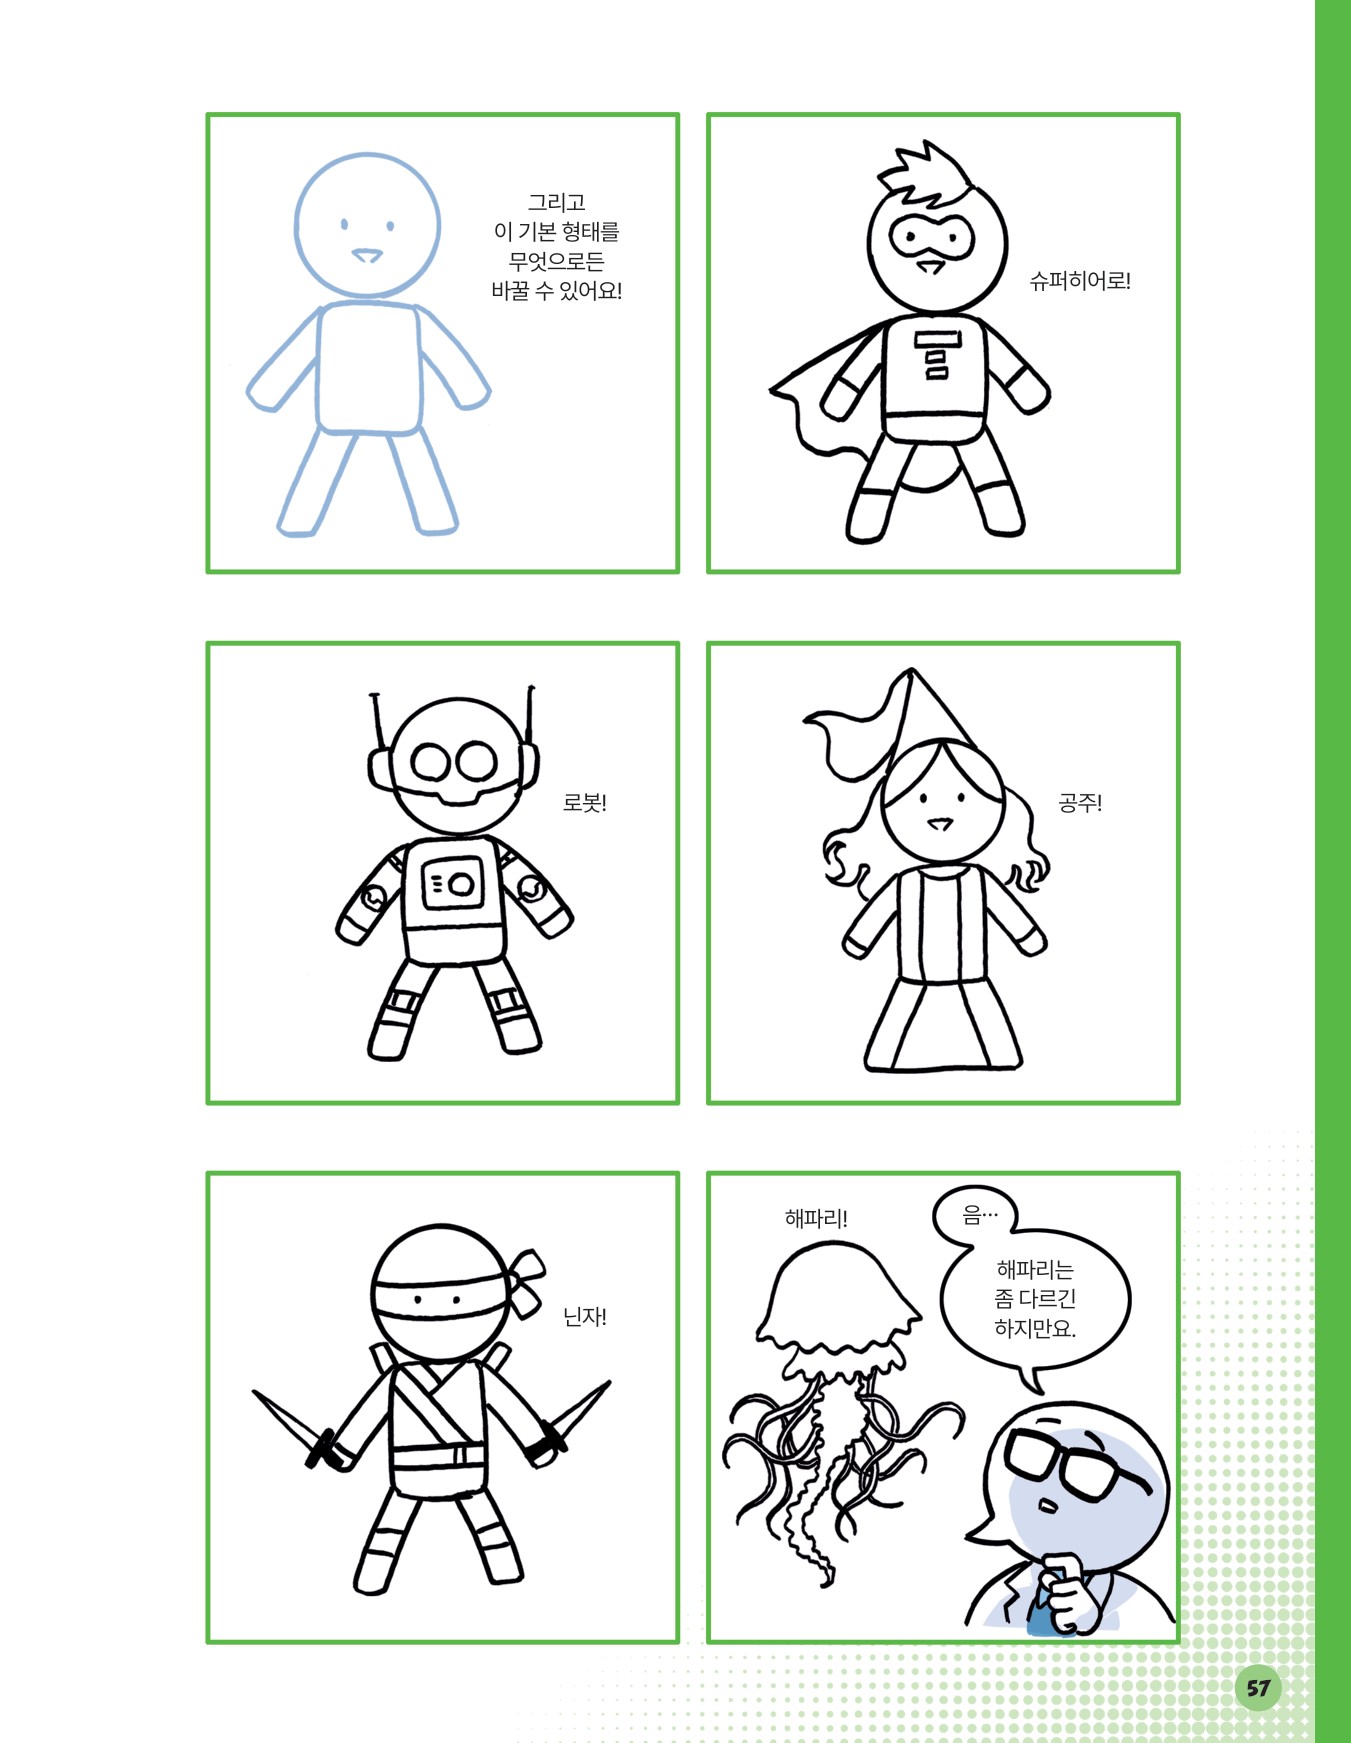 그리고
이 기본 형태를
무엇으로든
바꿀 수 있어요!
슈퍼히어로!
로봇!
공주!
닌자!
해파리!
음…
해파리는
좀 다르긴
하지만요.
57